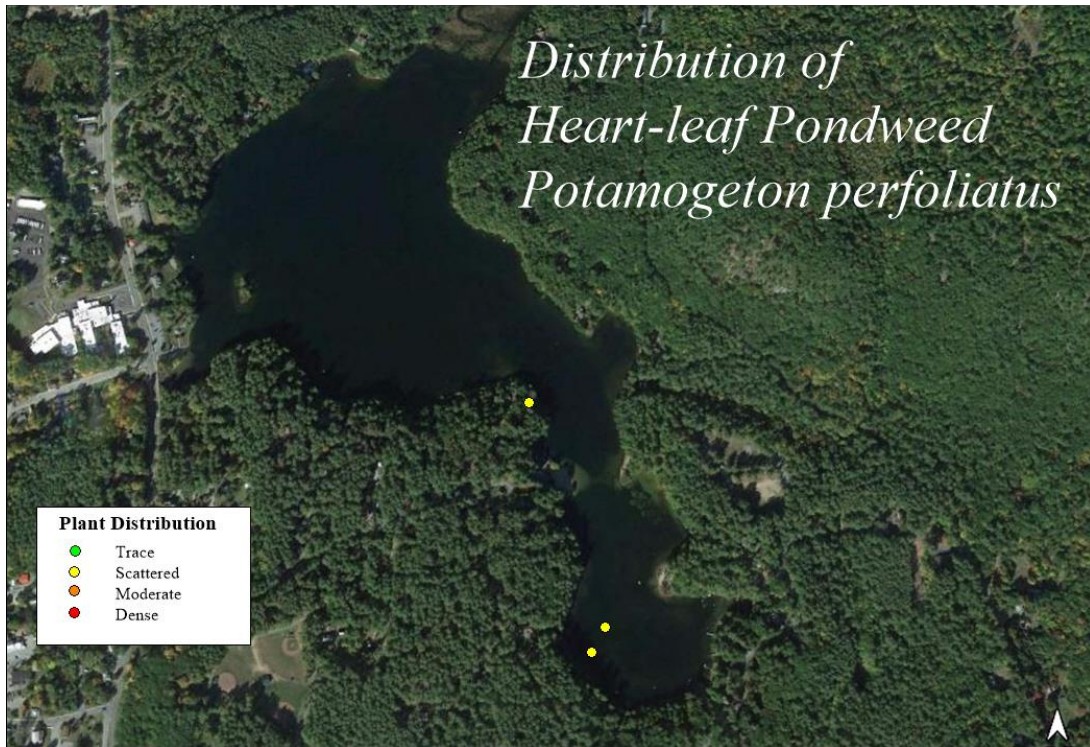 Distribution of
Heart-leaf Pondweed
Potamogeton perfoliatus
Plant Distribution
Trace
Scattered
Moderate
Dense